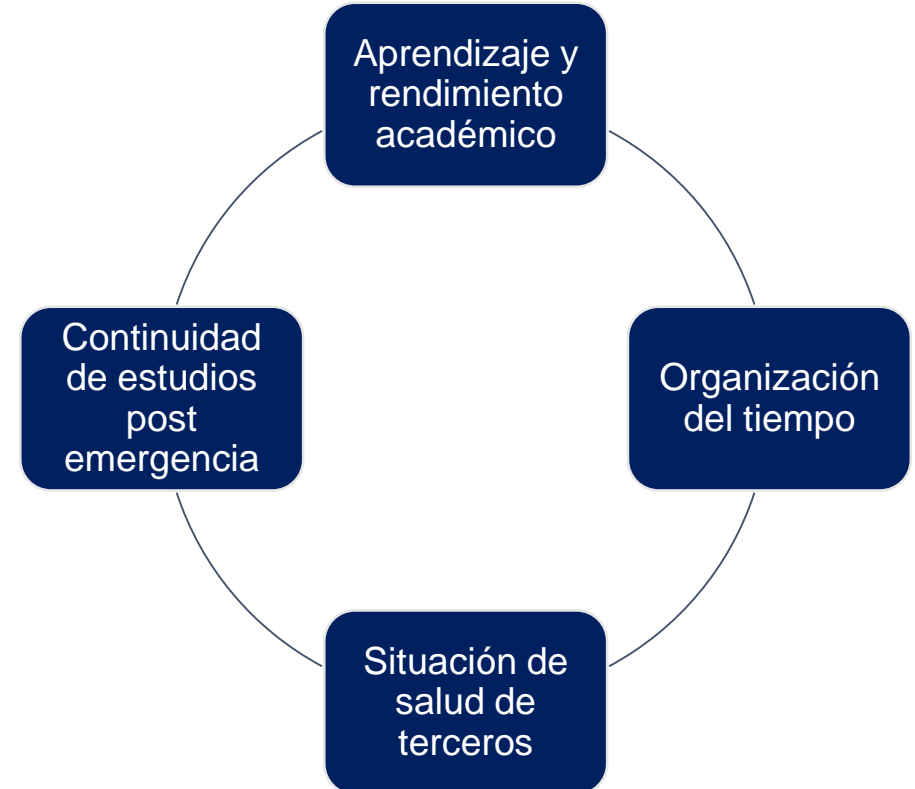 Aprendizaje y
rendimiento
académico
Continuidad
de estudios
post
emergencia
Organización
del tiempo
Situación de
salud de
terceros